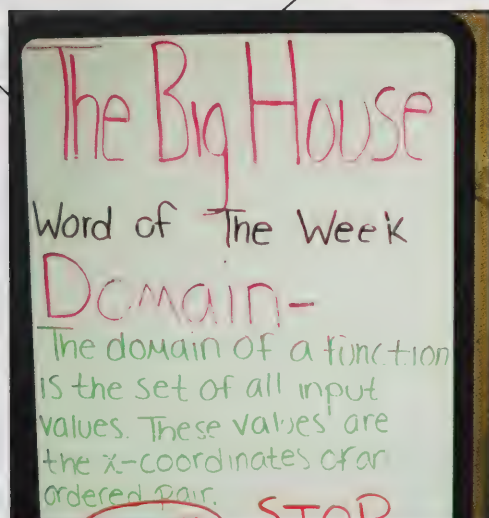 The Big House
Word of The Week
Domain-
The domain of a function
is the set of all input
values. These values are
the x-coordinates of an
ordered pair.
STOP